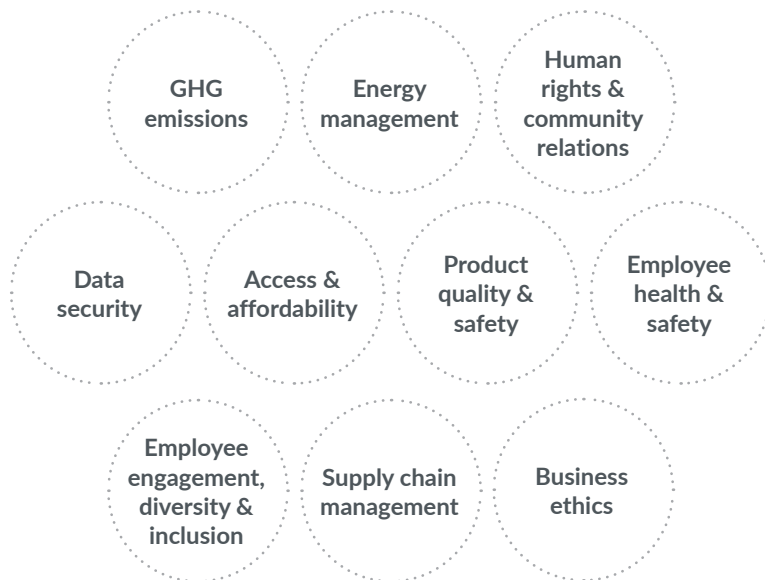 GHG
emissions
Energy
management
Human
rights &
community
relations
Data
security
Access &
affordability
Product
quality &
safety
Employee
health &
safety
Employee
engagement,
diversity &
inclusion
Supply chain
management
Business
ethics